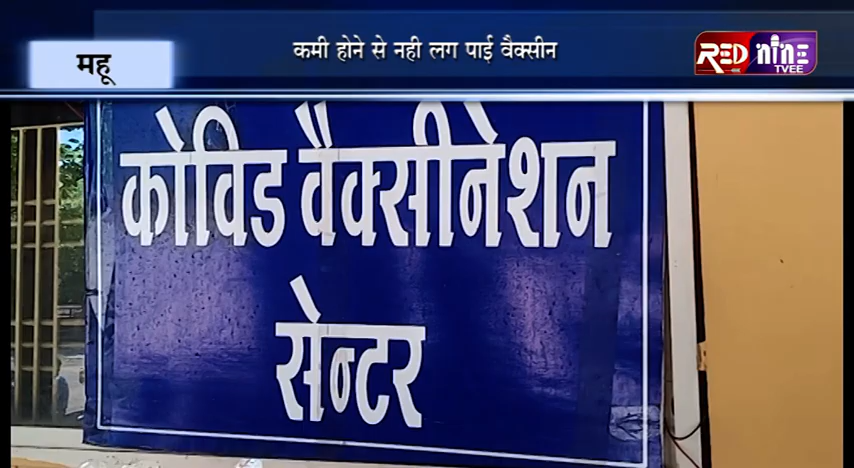 कमी होने से नही लग पाई वैक्सीन
महू
RED NINE
TVEE
कोविड वैक्सीनेशन
सेन्टर